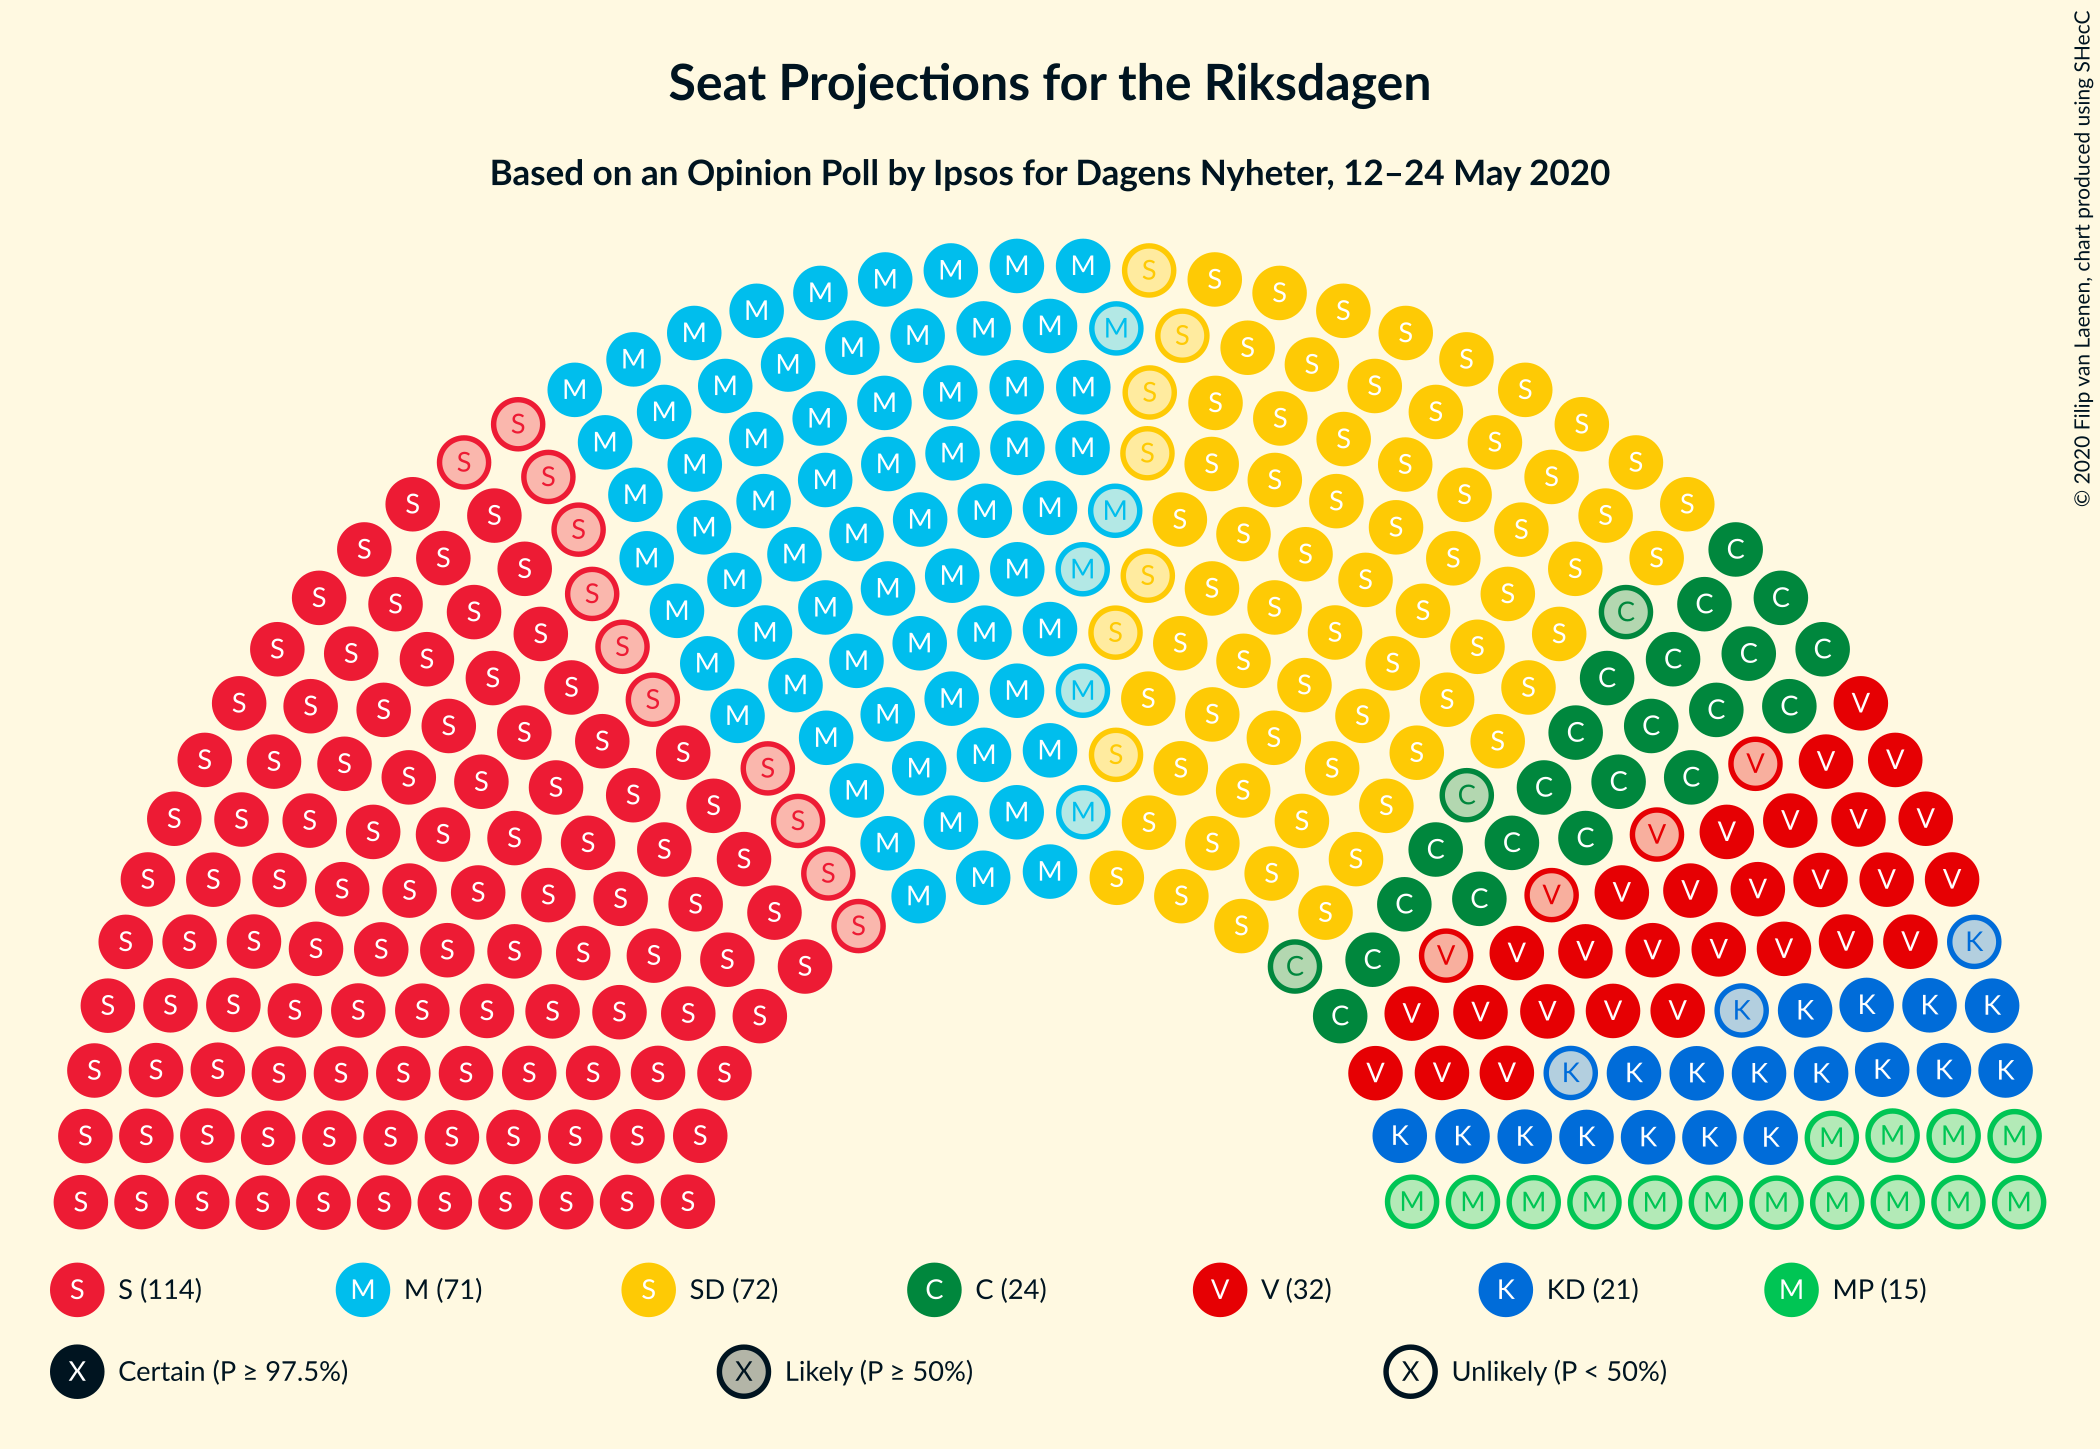 Seat Projections for the Riksdagen
Based on an Opinion Poll by Ipsos for Dagens Nyheter, 12–24 May 2020
© 2020 Filip van Laenen, chart produced using SHecC
S S (114) M M (71) S SD (72) C C (24) V V (32) K KD (21) M MP (15)
X Certain (P ≥ 97.5%) X Likely (P ≥ 50%) X Unlikely (P < 50%)